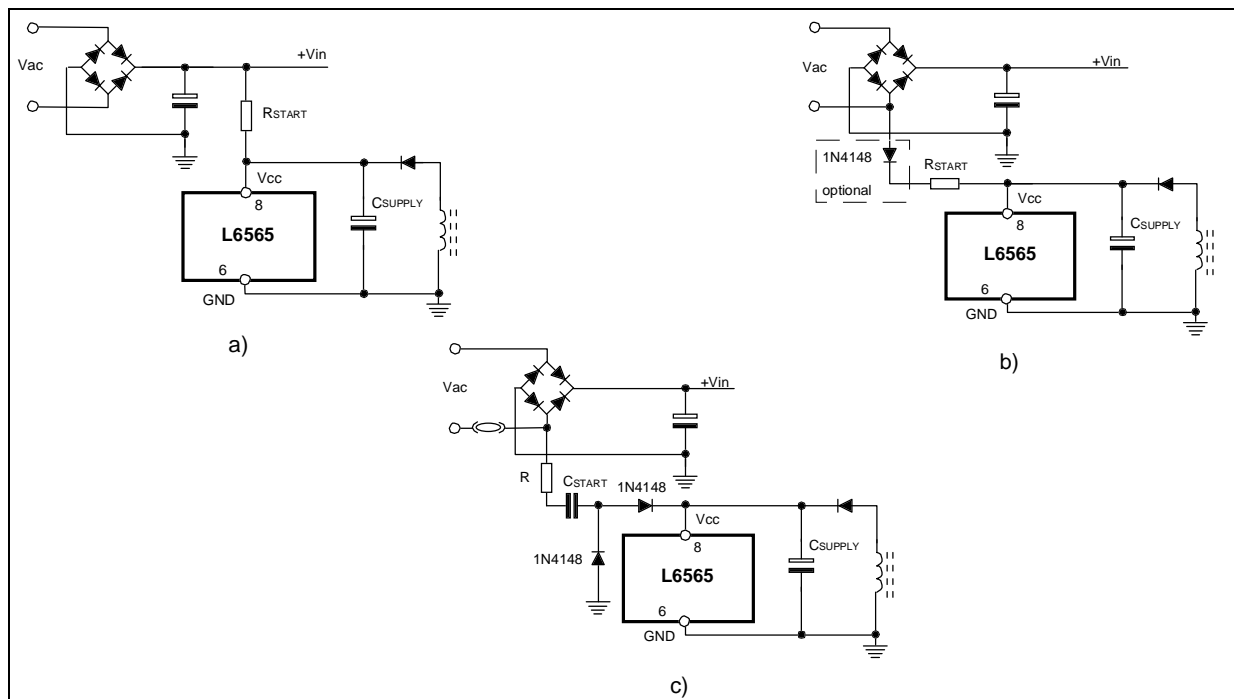 Vac
+Vin
RSTART
Vcc
8
L6565
CSUPPLY
6
GND
a)
Vac
+Vin
1N4148
optional
RSTART
Vcc
8
L6565
CSUPPLY
6
GND
b)
Vac
+Vin
R
CSTART
1N4148
Vcc
8
1N4148
L6565
CSUPPLY
6
GND
c)